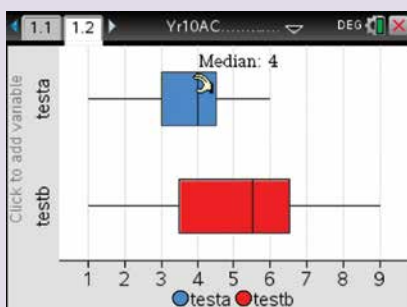 1.1 1.2 Yr10AC............ DEG
Median: 4
Click to add variable
testa
testb
1 2 3 4 5 6 7 8 9
testa testb